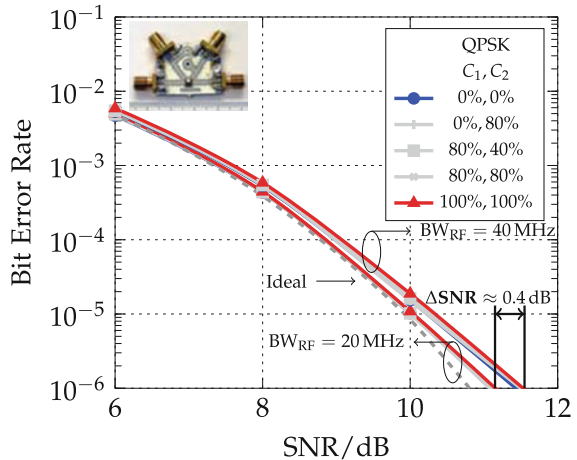 QPSK
C₁, C₂
0%, 0%
0%, 80%
80%, 40%
80%, 80%
100%, 100%
10⁻²
10⁻³
10⁻⁴
10⁻⁵
10⁻⁶
Bit Error Rate
BW_RF = 40 MHz
Ideal
ΔSNR ≈ 0.4 dB
BW_RF = 20 MHz
6
8
10
12
SNR/dB